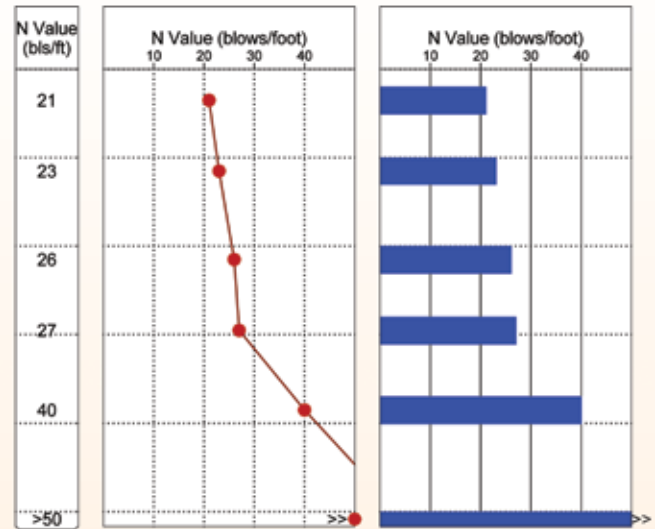 N Value
(bls/ft)
21
23
26
27
40
>50
N Value (blows/foot)
10 20 30 40
>>
N Value (blows/foot)
10 20 30 40
>>